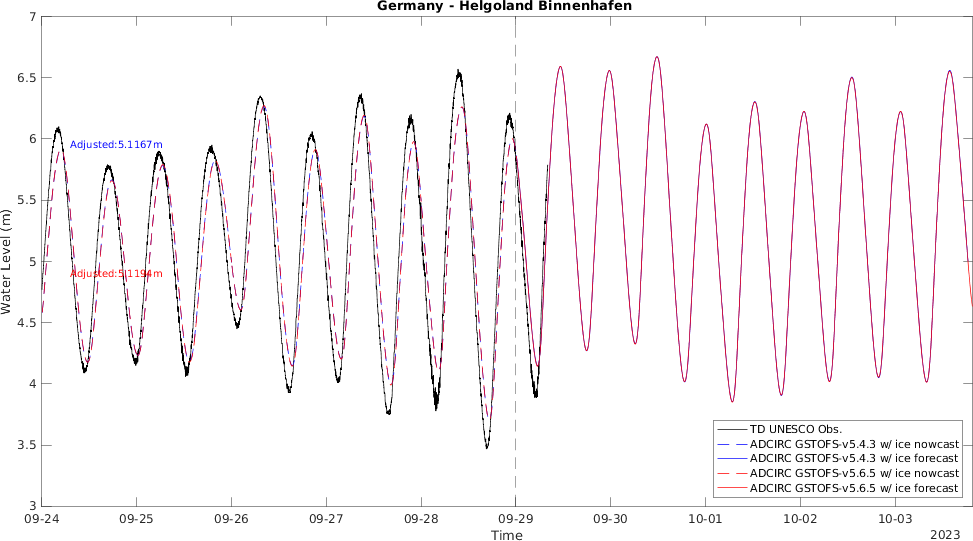 Germany - Helgoland Binnenhafen
7
6.5
6
5.5
5
4.5
4
3.5
3
Water Level (m)
Adjusted:5.1167m
Adjusted:5.1194m
TD UNESCO Obs.
ADCIRC GSTOFS-v5.4.3 w/ ice nowcast
ADCIRC GSTOFS-v5.4.3 w/ ice forecast
ADCIRC GSTOFS-v5.6.5 w/ ice nowcast
ADCIRC GSTOFS-v5.6.5 w/ ice forecast
09-24 09-25 09-26 09-27 09-28 09-29 09-30 10-01 10-02 10-03
Time
2023